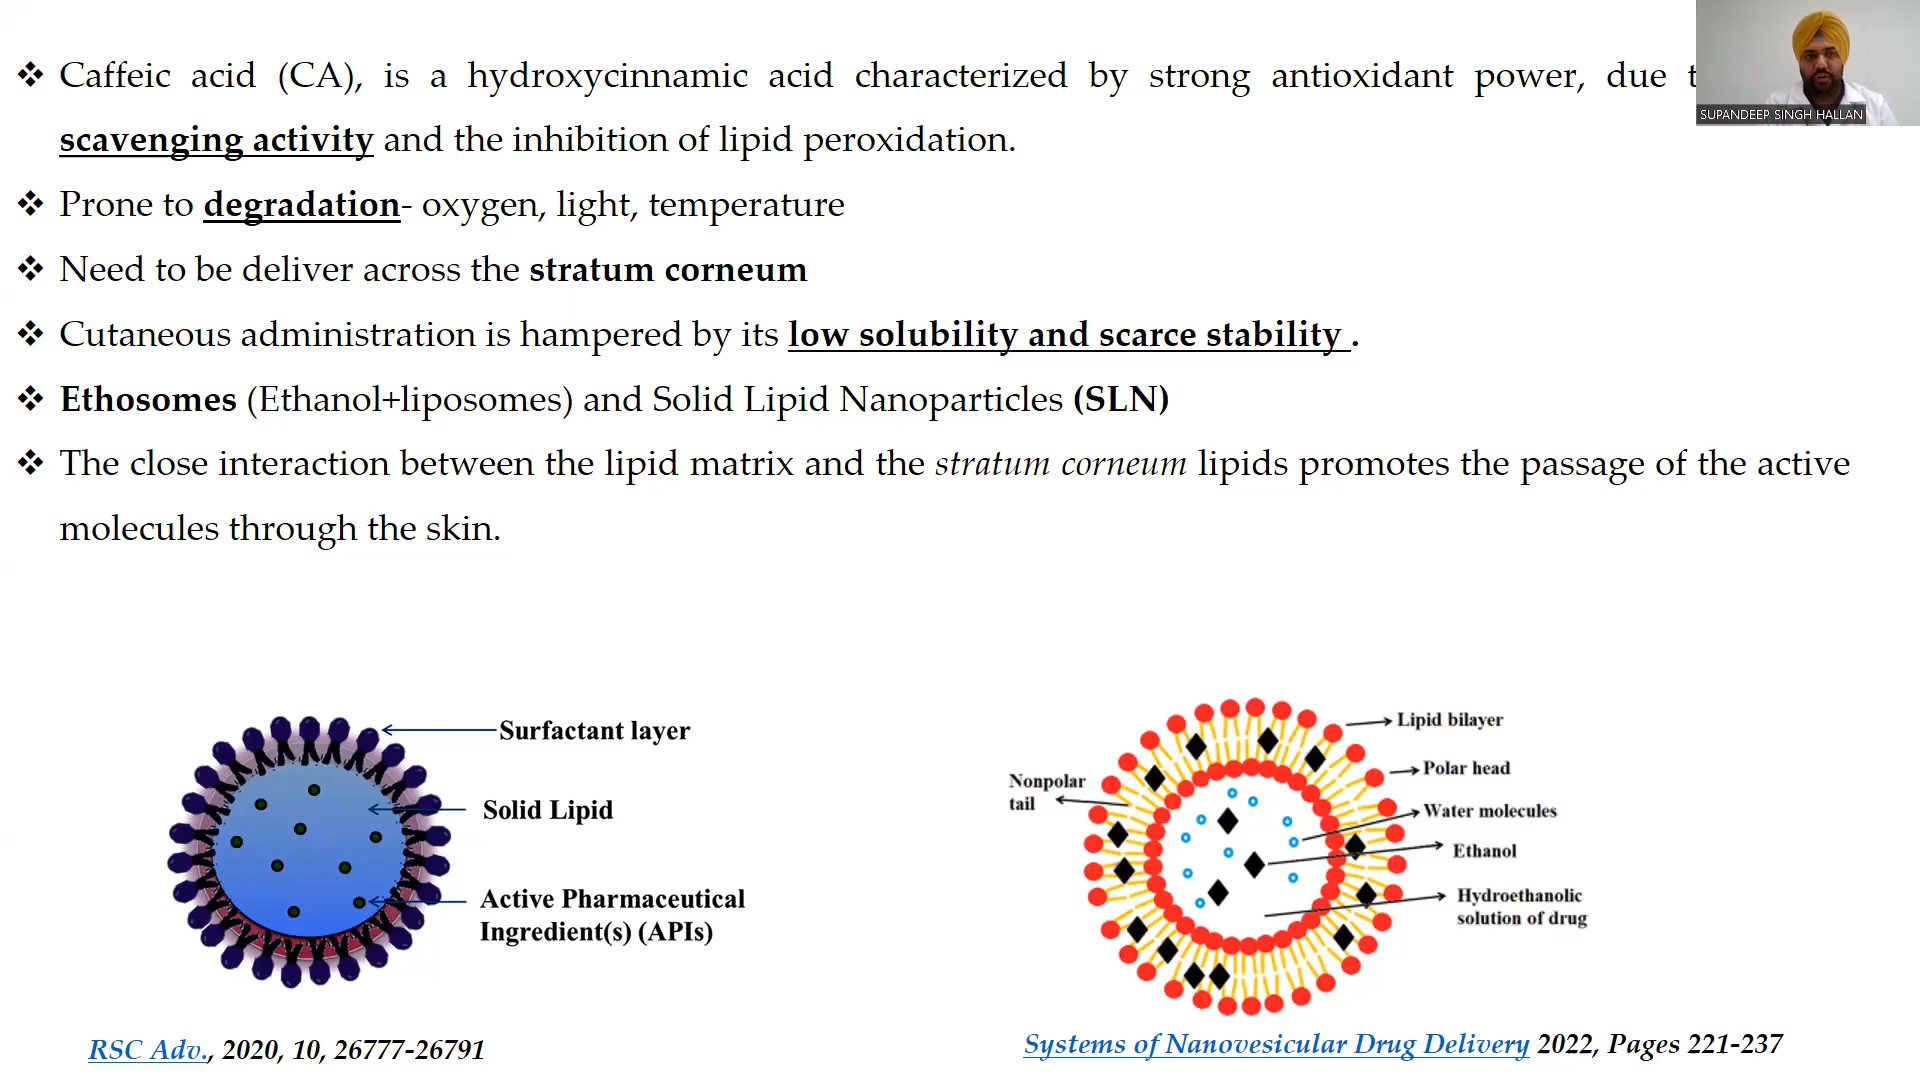 ❖ Caffeic acid (CA), is a hydroxycinnamic acid characterized by strong antioxidant power, due
scavenging activity and the inhibition of lipid peroxidation.
❖ Prone to degradation- oxygen, light, temperature
❖ Need to be deliver across the stratum corneum
❖ Cutaneous administration is hampered by its low solubility and scarce stability .
❖ Ethosomes (Ethanol+liposomes) and Solid Lipid Nanoparticles (SLN)
❖ The close interaction between the lipid matrix and the stratum corneum lipids promotes the passage of the active
molecules through the skin.
SUPANDEEP SINGH HALLAN
Surfactant layer
Solid Lipid
Active Pharmaceutical
Ingredient(s) (APIs)
RSC Adv., 2020, 10, 26777-26791
Lipid bilayer
Polar head
Nonpolar
tail
Water molecules
Ethanol
Hydroethanolic
solution of drug
Systems of Nanovesicular Drug Delivery 2022, Pages 221-237